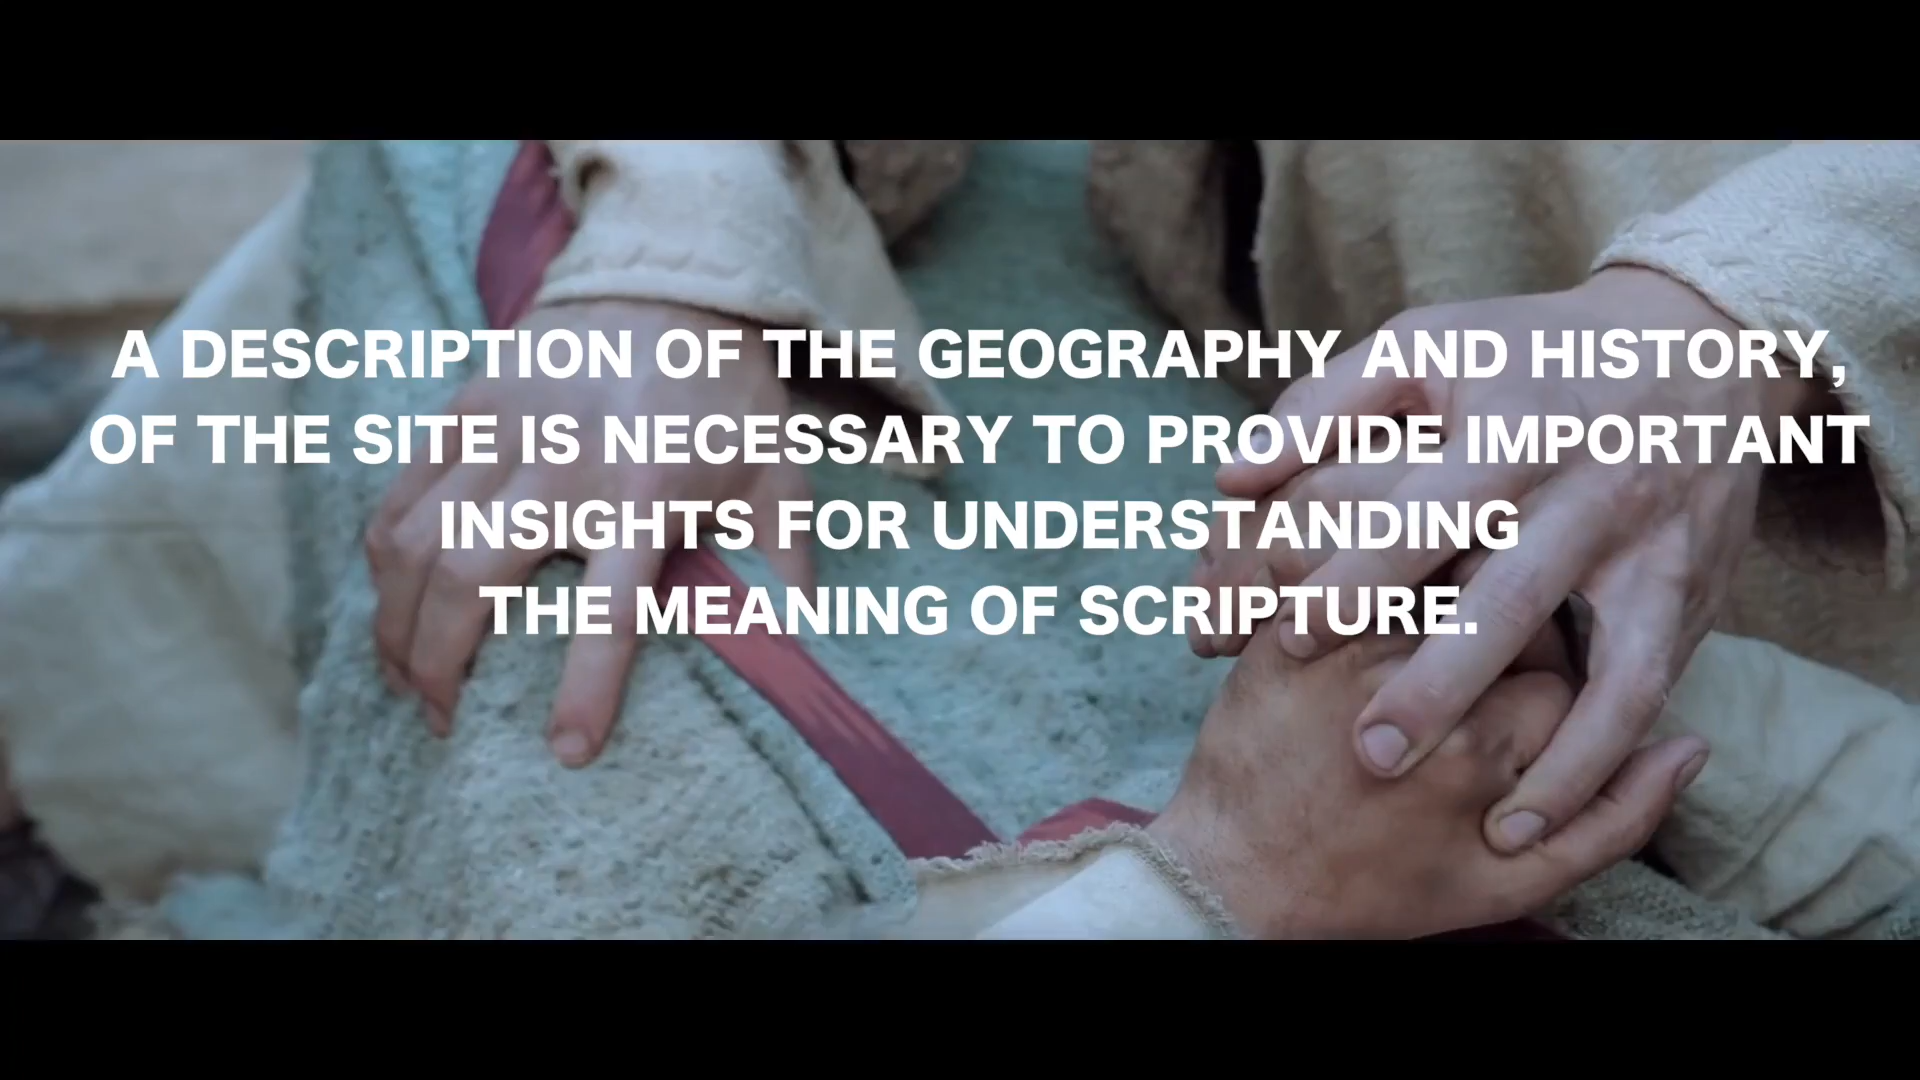 A DESCRIPTION OF THE GEOGRAPHY AND HISTORY,
OF THE SITE IS NECESSARY TO PROVIDE IMPORTANT
INSIGHTS FOR UNDERSTANDING
THE MEANING OF SCRIPTURE.